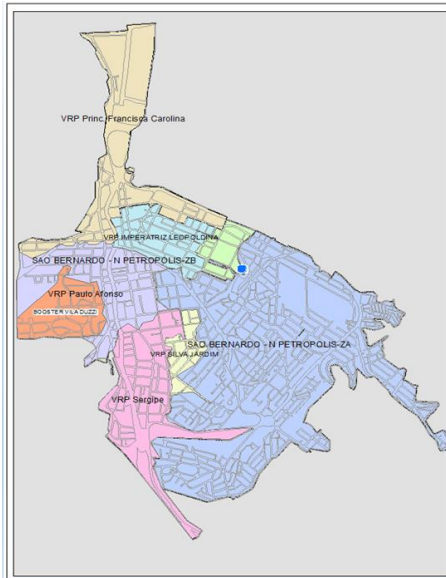 VRP Princ. Francisca Carolina
VRP IMPERATRIZ LEOPOLDINA
SAO BERNARDO - N PETROPOLIS-ZB
VRP Paulo Afonso
BOOSTER VILA DUZZI
SAO BERNARDO - N PETROPOLIS-ZA
VRP SILVA JARDIM
VRP Sergipe